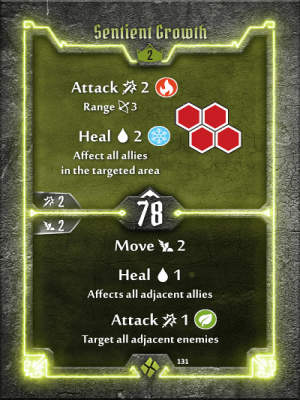 Sentient Growth
2
Attack 2
Range 3
Heal 2
Affect all allies
in the targeted area
2
78
2
Move 2
Heal 1
Affects all adjacent allies
Attack 1
Target all adjacent enemies
131